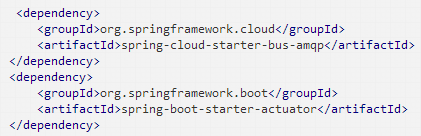 <dependency>
<groupId>org.springframework.cloud</groupId>
<artifactId>spring-cloud-starter-bus-amqp</artifactId>
</dependency>
<dependency>
<groupId>org.springframework.boot</groupId>
<artifactId>spring-boot-starter-actuator</artifactId>
</dependency>